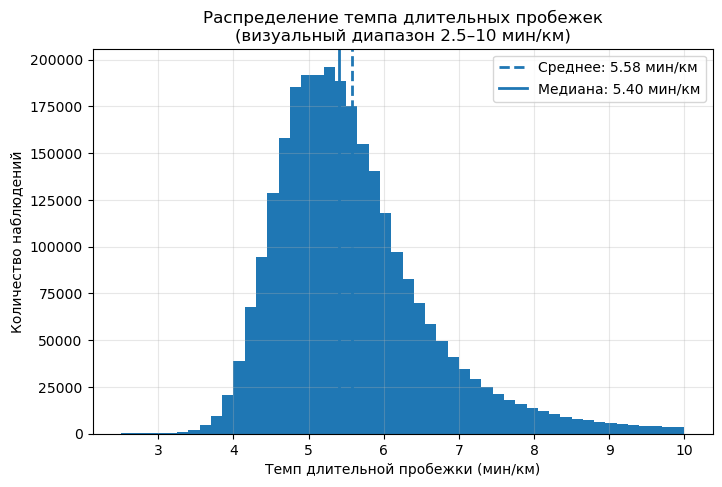 Распределение темпа длительных пробежек
(визуальный диапазон 2.5–10 мин/км)
Среднее: 5.58 мин/км
Медиана: 5.40 мин/км
Количество наблюдений
200000
175000
150000
125000
100000
75000
50000
25000
0
3 4 5 6 7 8 9 10
Темп длительной пробежки (мин/км)